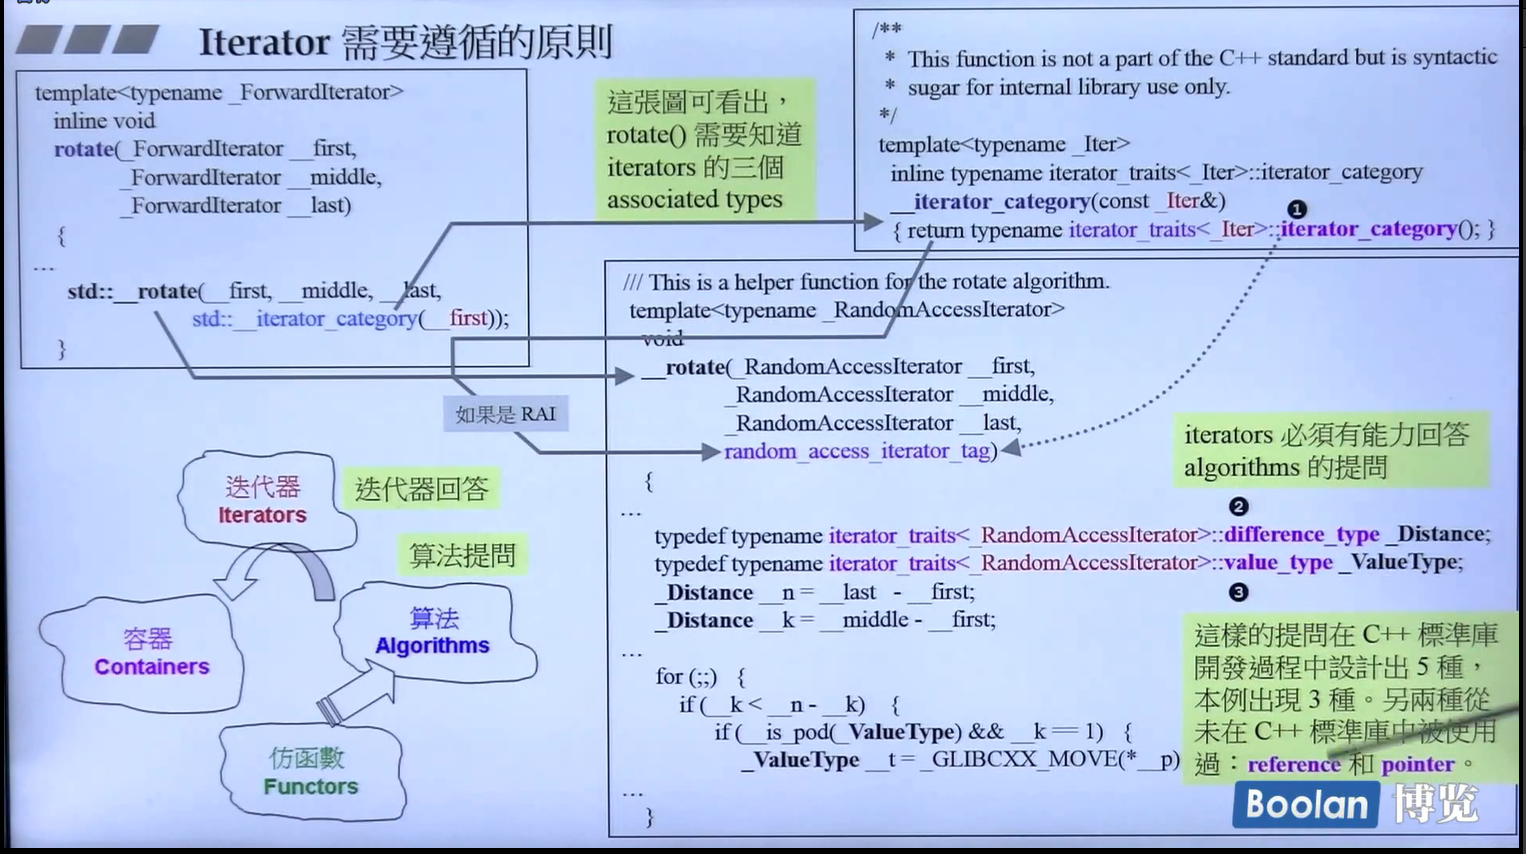 Iterator 需要遵循的原則
template<typename _ForwardIterator>
inline void
rotate(_ForwardIterator __first,
_ForwardIterator __middle,
_ForwardIterator __last)
{
...
std::__rotate(__first, __middle, __last,
std::__iterator_category(__first));
}
這張圖可看出，
rotate() 需要知道
iterators 的三個
associated types
/**
* This function is not a part of the C++ standard but is syntactic
* sugar for internal library use only.
*/
template<typename _Iter>
inline typename iterator_traits<_Iter>::iterator_category
__iterator_category(const _Iter&)
❶
{ return typename iterator_traits<_Iter>::iterator_category(); }
/// This is a helper function for the rotate algorithm.
template<typename _RandomAccessIterator>
void
__rotate(_RandomAccessIterator __first,
_RandomAccessIterator __middle,
_RandomAccessIterator __last,
random_access_iterator_tag)
{
...
如果是 RAI
iterators 必須有能力回答
algorithms 的提問
❷
typedef typename iterator_traits<_RandomAccessIterator>::difference_type _Distance;
typedef typename iterator_traits<_RandomAccessIterator>::value_type _ValueType;
❸
_Distance __n = __last - __first;
_Distance __k = __middle - __first;
...
for (;;) {
if (__k < __n - __k) {
if (__is_pod(_ValueType) && __k == 1) {
_ValueType __t = _GLIBCXX_MOVE(*__p)
...
}
這樣的提問在 C++ 標準庫
開發過程中設計出 5 種，
本例出現 3 種。另兩種從
未在 C++ 標準庫中被使用
過：reference 和 pointer。
迭代器
Iterators
迭代器回答
算法提問
容器
Containers
算法
Algorithms
仿函數
Functors
Boolan 博览